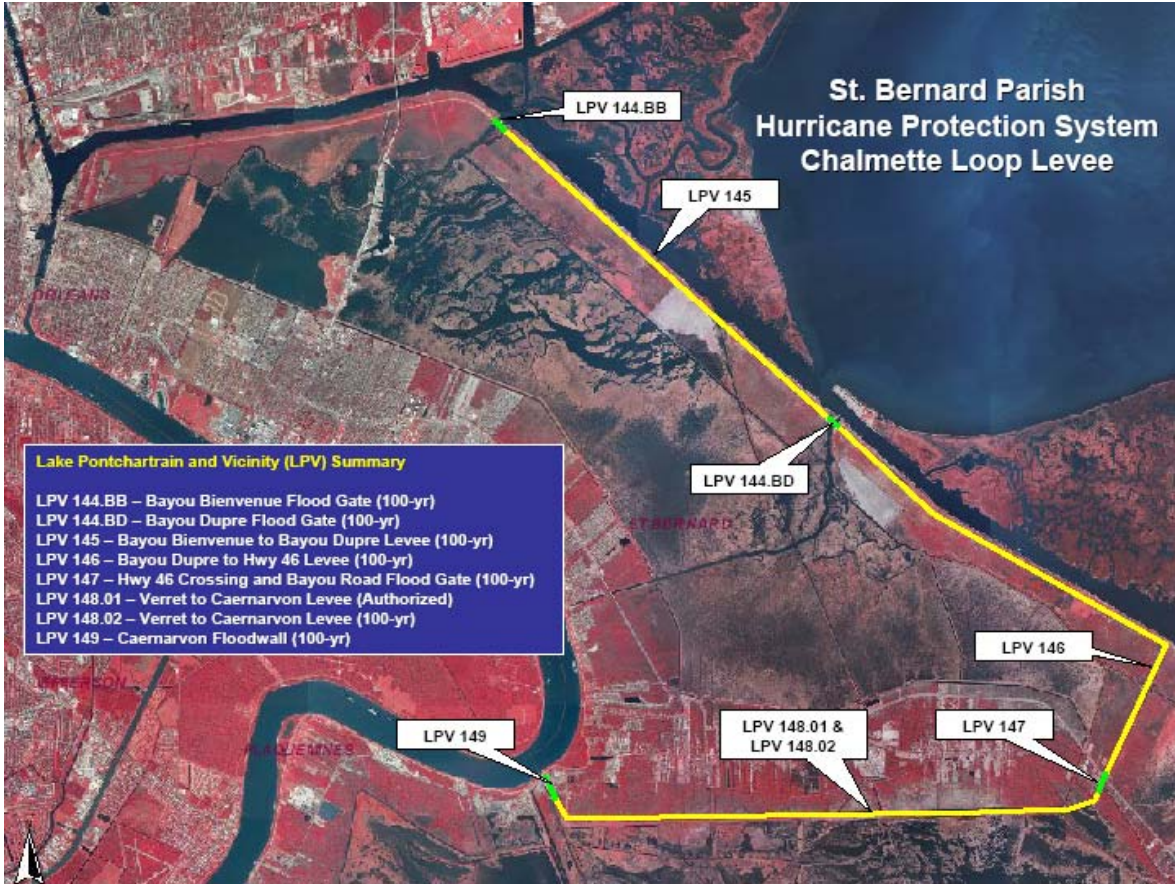 St. Bernard Parish
Hurricane Protection System
Chalmette Loop Levee
LPV 144.BB
LPV 145
ORLEANS
LPV 144.BD
ST BERNARD
Lake Pontchartrain and Vicinity (LPV) Summary
LPV 144.BB – Bayou Bienvenue Flood Gate (100-yr)
LPV 144.BD – Bayou Dupre Flood Gate (100-yr)
LPV 145 – Bayou Bienvenue to Bayou Dupre Levee (100-yr)
LPV 146 – Bayou Dupre to Hwy 46 Levee (100-yr)
LPV 147 – Hwy 46 Crossing and Bayou Road Flood Gate (100-yr)
LPV 148.01 – Verret to Caernarvon Levee (Authorized)
LPV 148.02 – Verret to Caernarvon Levee (100-yr)
LPV 149 – Caernarvon Floodwall (100-yr)
LPV 146
JEFFERSON
LPV 148.01 &
LPV 148.02
LPV 147
LPV 149
PLAQUEMINES